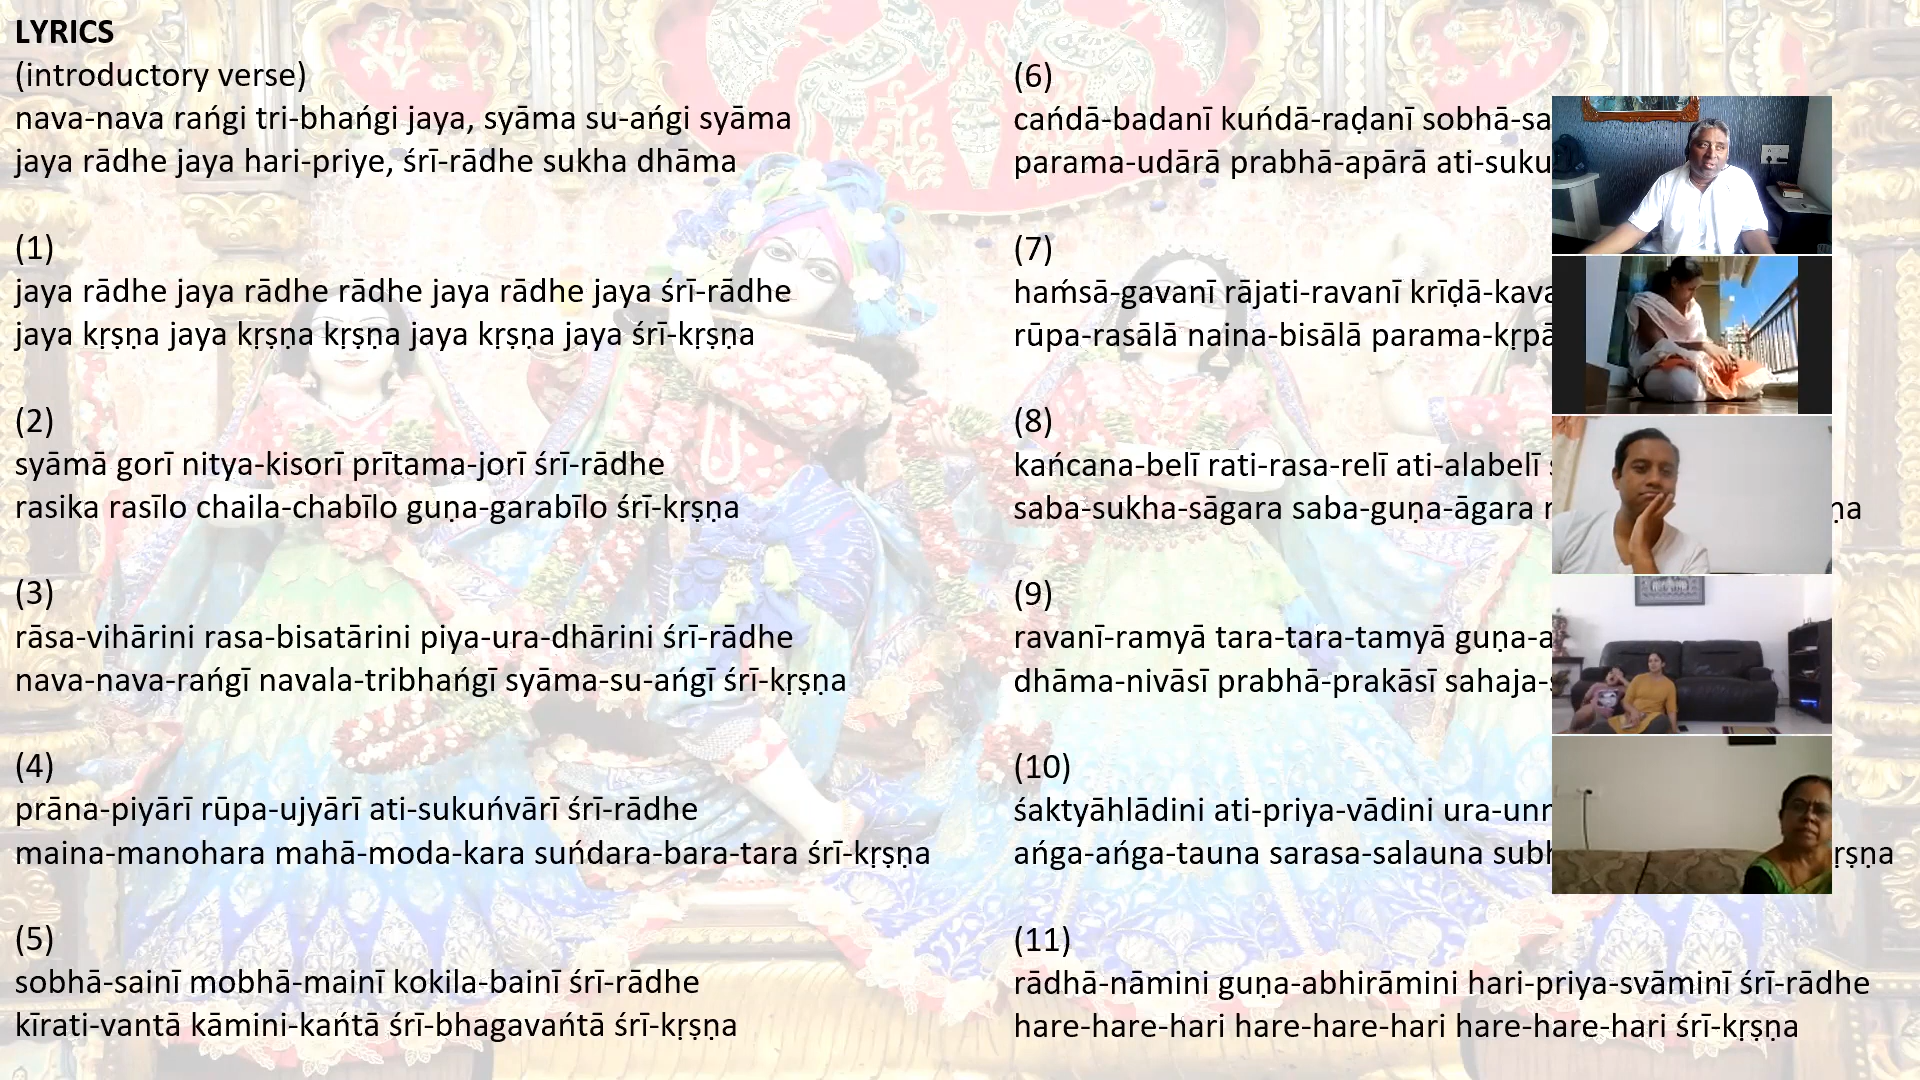 LYRICS
(introductory verse)
nava-nava rańgi tri-bhańgi jaya, syāma su-ańgi syāma
jaya rādhe jaya hari-priye, śrī-rādhe sukha dhāma
(1)
jaya rādhe jaya rādhe rādhe jaya rādhe jaya śrī-rādhe
jaya kṛṣṇa jaya kṛṣṇa kṛṣṇa jaya kṛṣṇa jaya śrī-kṛṣṇa
(2)
syāmā gorī nitya-kisorī prītama-jorī śrī-rādhe
rasika rasīlo chaila-chabīlo guṇa-garabīlo śrī-kṛṣṇa
(3)
rāsa-vihārini rasa-bisatārini piya-ura-dhārini śrī-rādhe
nava-nava-rańgī navala-tribhańgī syāma-su-ańgī śrī-kṛṣṇa
(4)
prāna-piyārī rūpa-ujyārī ati-sukuńvārī śrī-rādhe
maina-manohara mahā-moda-kara suńdara-bara-tara śrī-kṛṣṇa
(5)
sobhā-sainī mobhā-mainī kokila-bainī śrī-rādhe
kīrati-vantā kāmini-kańtā śrī-bhagavańtā śrī-kṛṣṇa
(6)
cańdā-badanī kuńdā-raḍanī sobhā-sa
parama-udārā prabhā-apārā ati-suku
(7)
haḿsā-gavanī rājati-ravanī krīḍā-kava
rūpa-rasālā naina-bisālā parama-kṛpā
(8)
kańcana-belī rati-rasa-relī ati-alabelī
saba-sukha-sāgara saba-guṇa-āgara ṇa
(9)
ravanī-ramyā tara-tara-tamyā guṇa-a
dhāma-nivāsī prabhā-prakāsī sahaja-
(10)
śaktyāhlādini ati-priya-vādini ura-unr
ańga-ańga-tauna sarasa-salauna subh ṛṣṇa
(11)
rādhā-nāmini guṇa-abhirāmini hari-priya-svāminī śrī-rādhe
hare-hare-hari hare-hare-hari hare-hare-hari śrī-kṛṣṇa